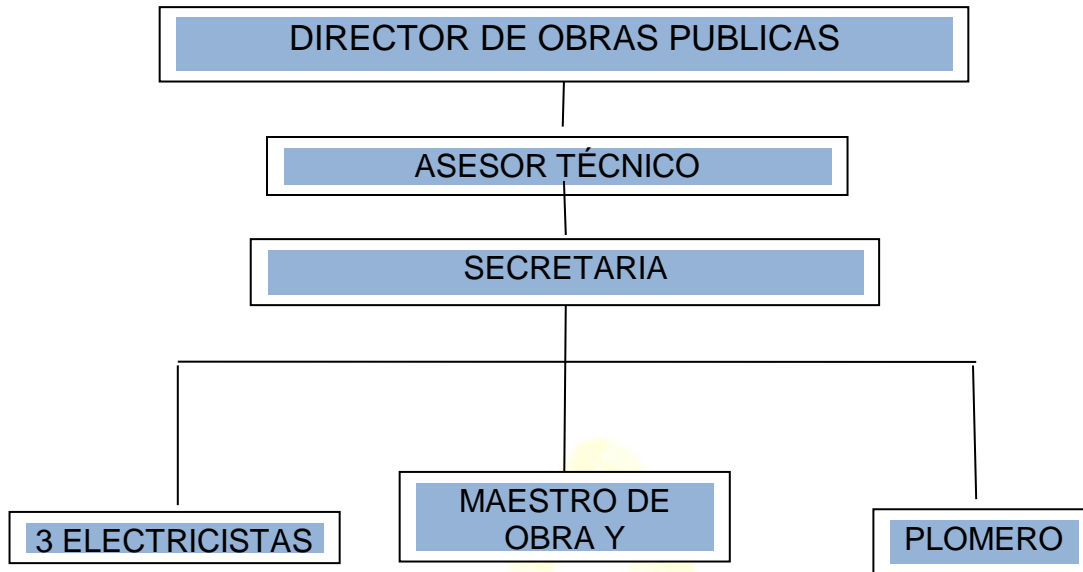 DIRECTOR DE OBRAS PUBLICAS
ASESOR TÉCNICO
SECRETARIA
3 ELECTRICISTAS
MAESTRO DE
OBRA Y
PLOMERO